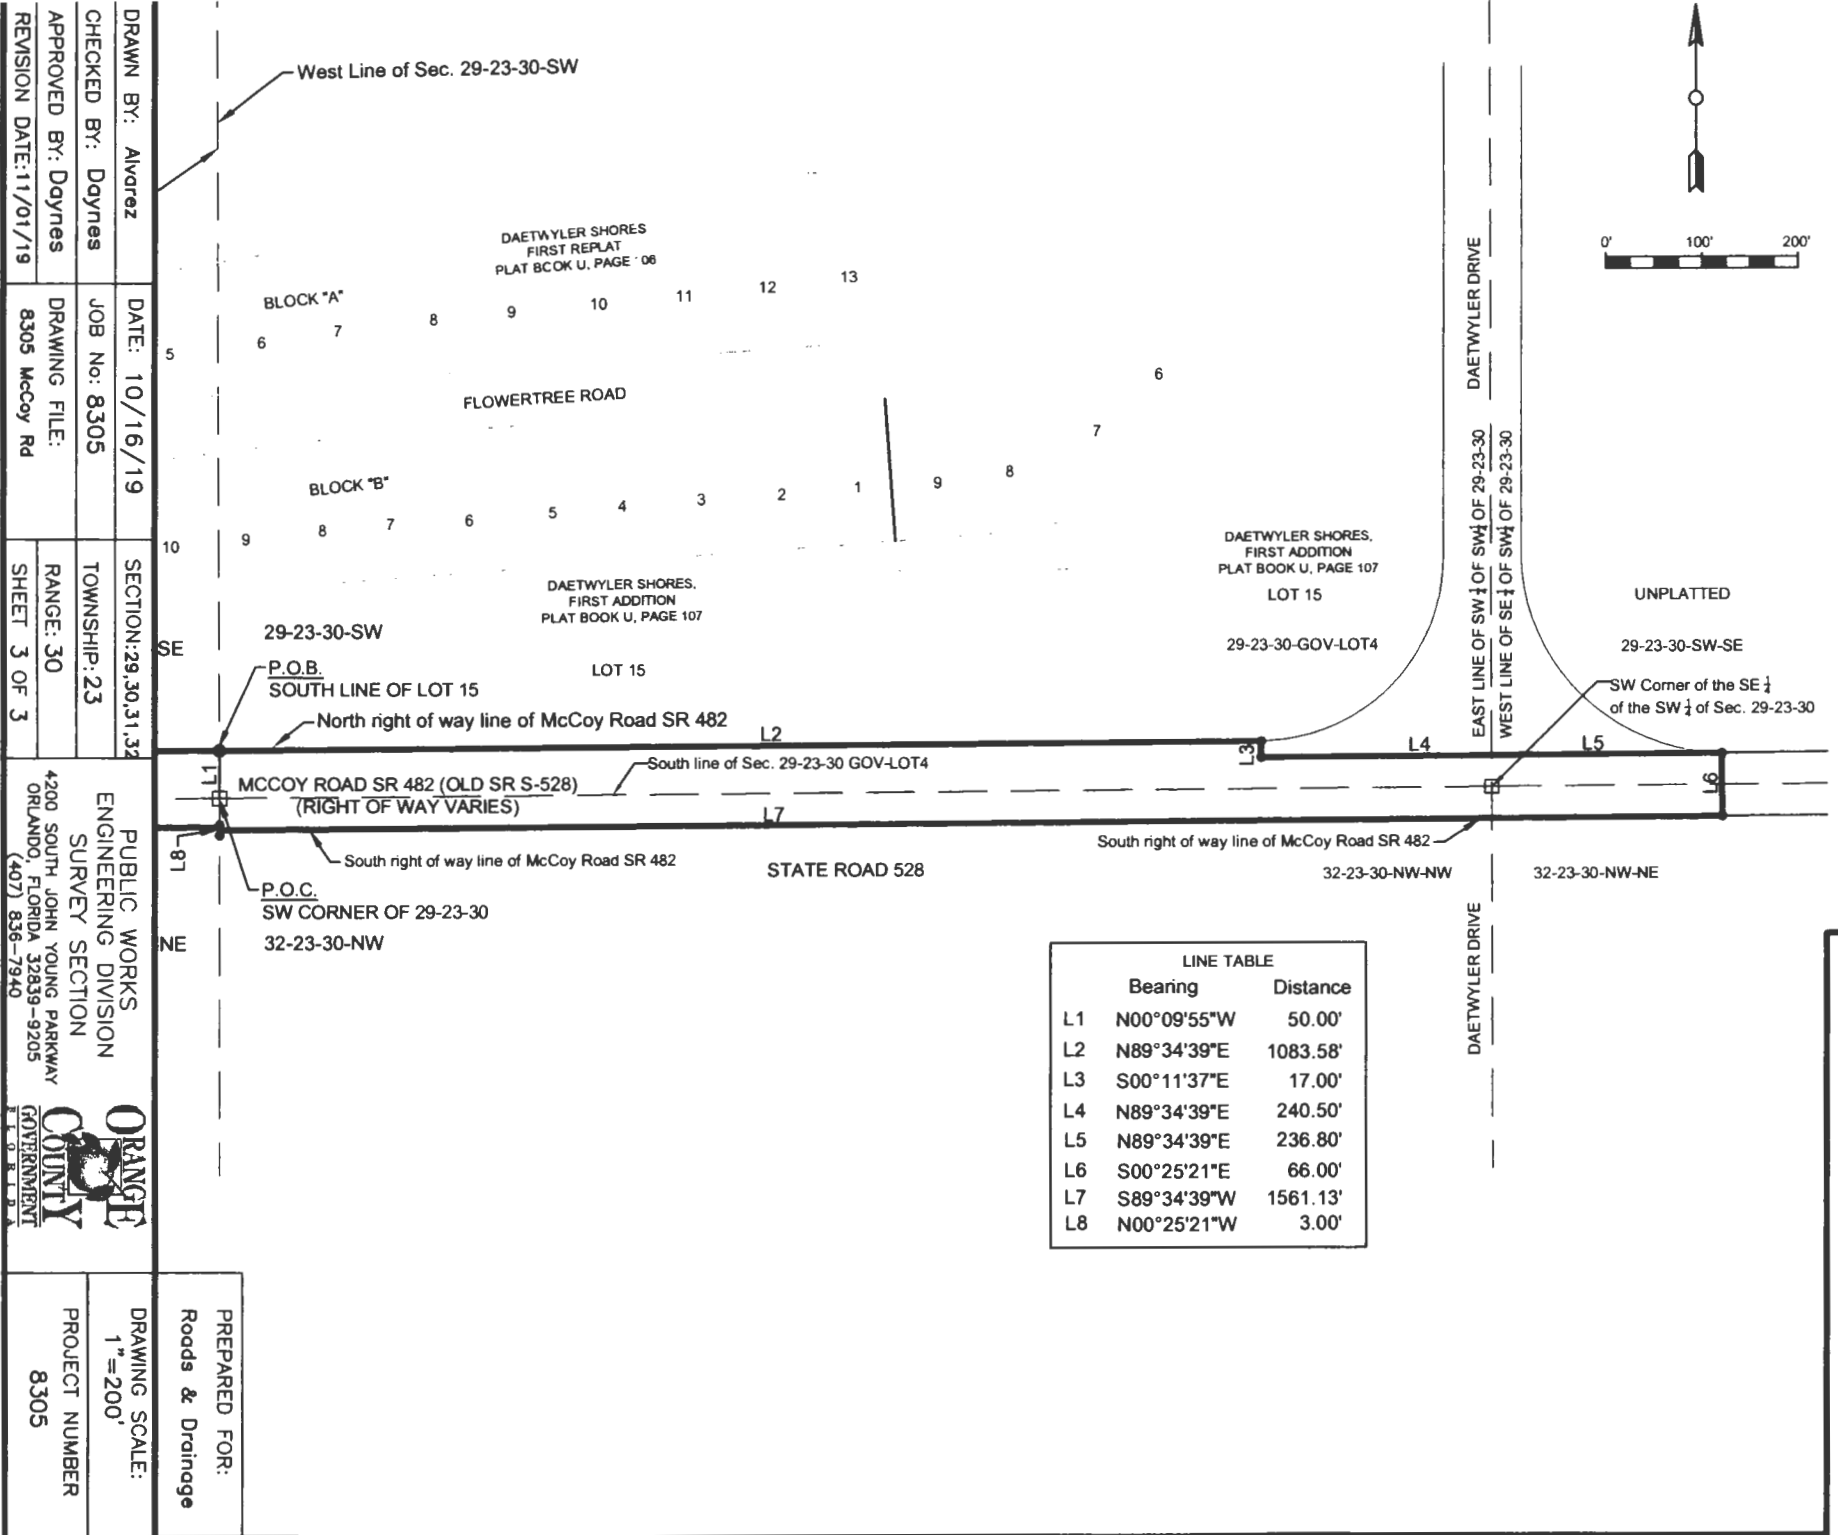 West Line of Sec. 29-23-30-SW
DAETWYLER SHORES
FIRST REPLAT
PLAT BOOK U, PAGE 06
BLOCK "A"
5
6
7
8
9
10
11
12
13
FLOWERTREE ROAD
6
7
8
9
BLOCK "B"
1
2
3
4
5
6
7
8
9
10
DAETWYLER SHORES,
FIRST ADDITION
PLAT BOOK U, PAGE 107
LOT 15
DAETWYLER SHORES,
FIRST ADDITION
PLAT BOOK U, PAGE 107
LOT 15
29-23-30-GOV-LOT4
DAETWYLER DRIVE
EAST LINE OF SW¼ OF SW¼ OF 29-23-30
WEST LINE OF SE¼ OF SW¼ OF 29-23-30
0' 100' 200'
UNPLATTED
29-23-30-SW-SE
SW Corner of the SE ¼
of the SW ¼ of Sec. 29-23-30
SE
29-23-30-SW
P.O.B.
SOUTH LINE OF LOT 15
North right of way line of McCoy Road SR 482
L2
L3
L4
L5
L6
L1
South line of Sec. 29-23-30 GOV-LOT4
MCCOY ROAD SR 482 (OLD SR S-528)
(RIGHT OF WAY VARIES)
L7
L8
South right of way line of McCoy Road SR 482
South right of way line of McCoy Road SR 482
STATE ROAD 528
P.O.C.
SW CORNER OF 29-23-30
NE
32-23-30-NW
32-23-30-NW-NW
32-23-30-NW-NE
DAETWYLER DRIVE
LINE TABLE
Bearing Distance
L1 N00°09'55"W 50.00'
L2 N89°34'39"E 1083.58'
L3 S00°11'37"E 17.00'
L4 N89°34'39"E 240.50'
L5 N89°34'39"E 236.80'
L6 S00°25'21"E 66.00'
L7 S89°34'39"W 1561.13'
L8 N00°25'21"W 3.00'
DRAWN BY: Alvarez
CHECKED BY: Daynes
APPROVED BY: Daynes
REVISION DATE:11/01/19
DATE: 10/16/19
JOB No: 8305
DRAWING FILE:
8305 McCoy Rd
SECTION:29,30,31,32
TOWNSHIP:23
RANGE: 30
SHEET 3 OF 3
PUBLIC WORKS
ENGINEERING DIVISION
SURVEY SECTION
4200 SOUTH JOHN YOUNG PARKWAY
ORLANDO, FLORIDA 32839-9205
(407) 836-7940
ORANGE
COUNTY
GOVERNMENT
FLORIDA
PREPARED FOR:
Roads & Drainage
DRAWING SCALE:
1"=200'
PROJECT NUMBER
8305